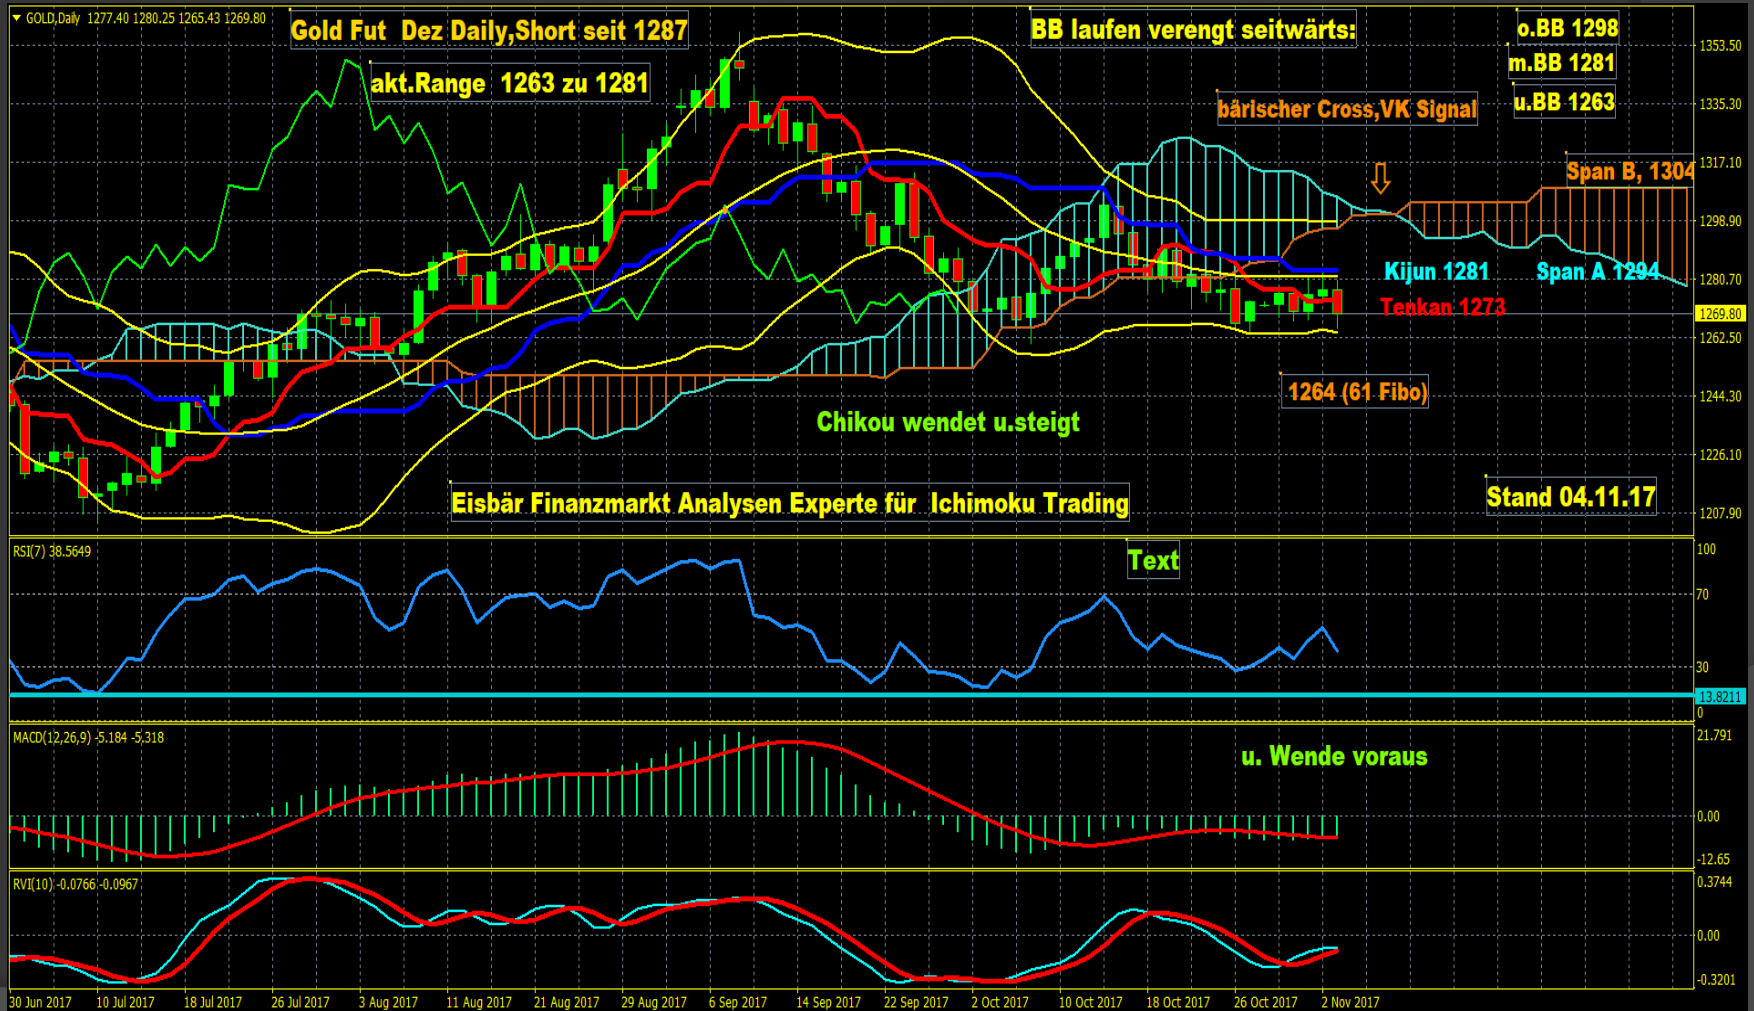 GOLD,Daily 1277.40 1280.25 1265.43 1269.80
Gold Fut Dez Daily,Short seit 1287
BB laufen verengt seitwärts:
o.BB 1298
m.BB 1281
u.BB 1263
akt.Range 1263 zu 1281
bärischer Cross,VK Signal
Span B, 1304
Kijun 1281
Span A 1294
Tenkan 1273
1264 (61 Fibo)
Chikou wendet u.steigt
Eisbär Finanzmarkt Analysen Experte für Ichimoku Trading
Stand 04.11.17
1353.50
1335.30
1317.10
1298.90
1280.70
1269.80
1262.50
1244.30
1226.10
1207.90
RSI(7) 38.5649
Text
100
70
30
13.8211
0
MACD(12,26,9) -5.184 -5.318
u. Wende voraus
21.791
0.00
-12.65
RVI(10) -0.0766 -0.0967
0.3744
0.00
-0.3201
30 Jun 2017
10 Jul 2017
18 Jul 2017
26 Jul 2017
3 Aug 2017
11 Aug 2017
21 Aug 2017
29 Aug 2017
6 Sep 2017
14 Sep 2017
22 Sep 2017
2 Oct 2017
10 Oct 2017
18 Oct 2017
26 Oct 2017
2 Nov 2017